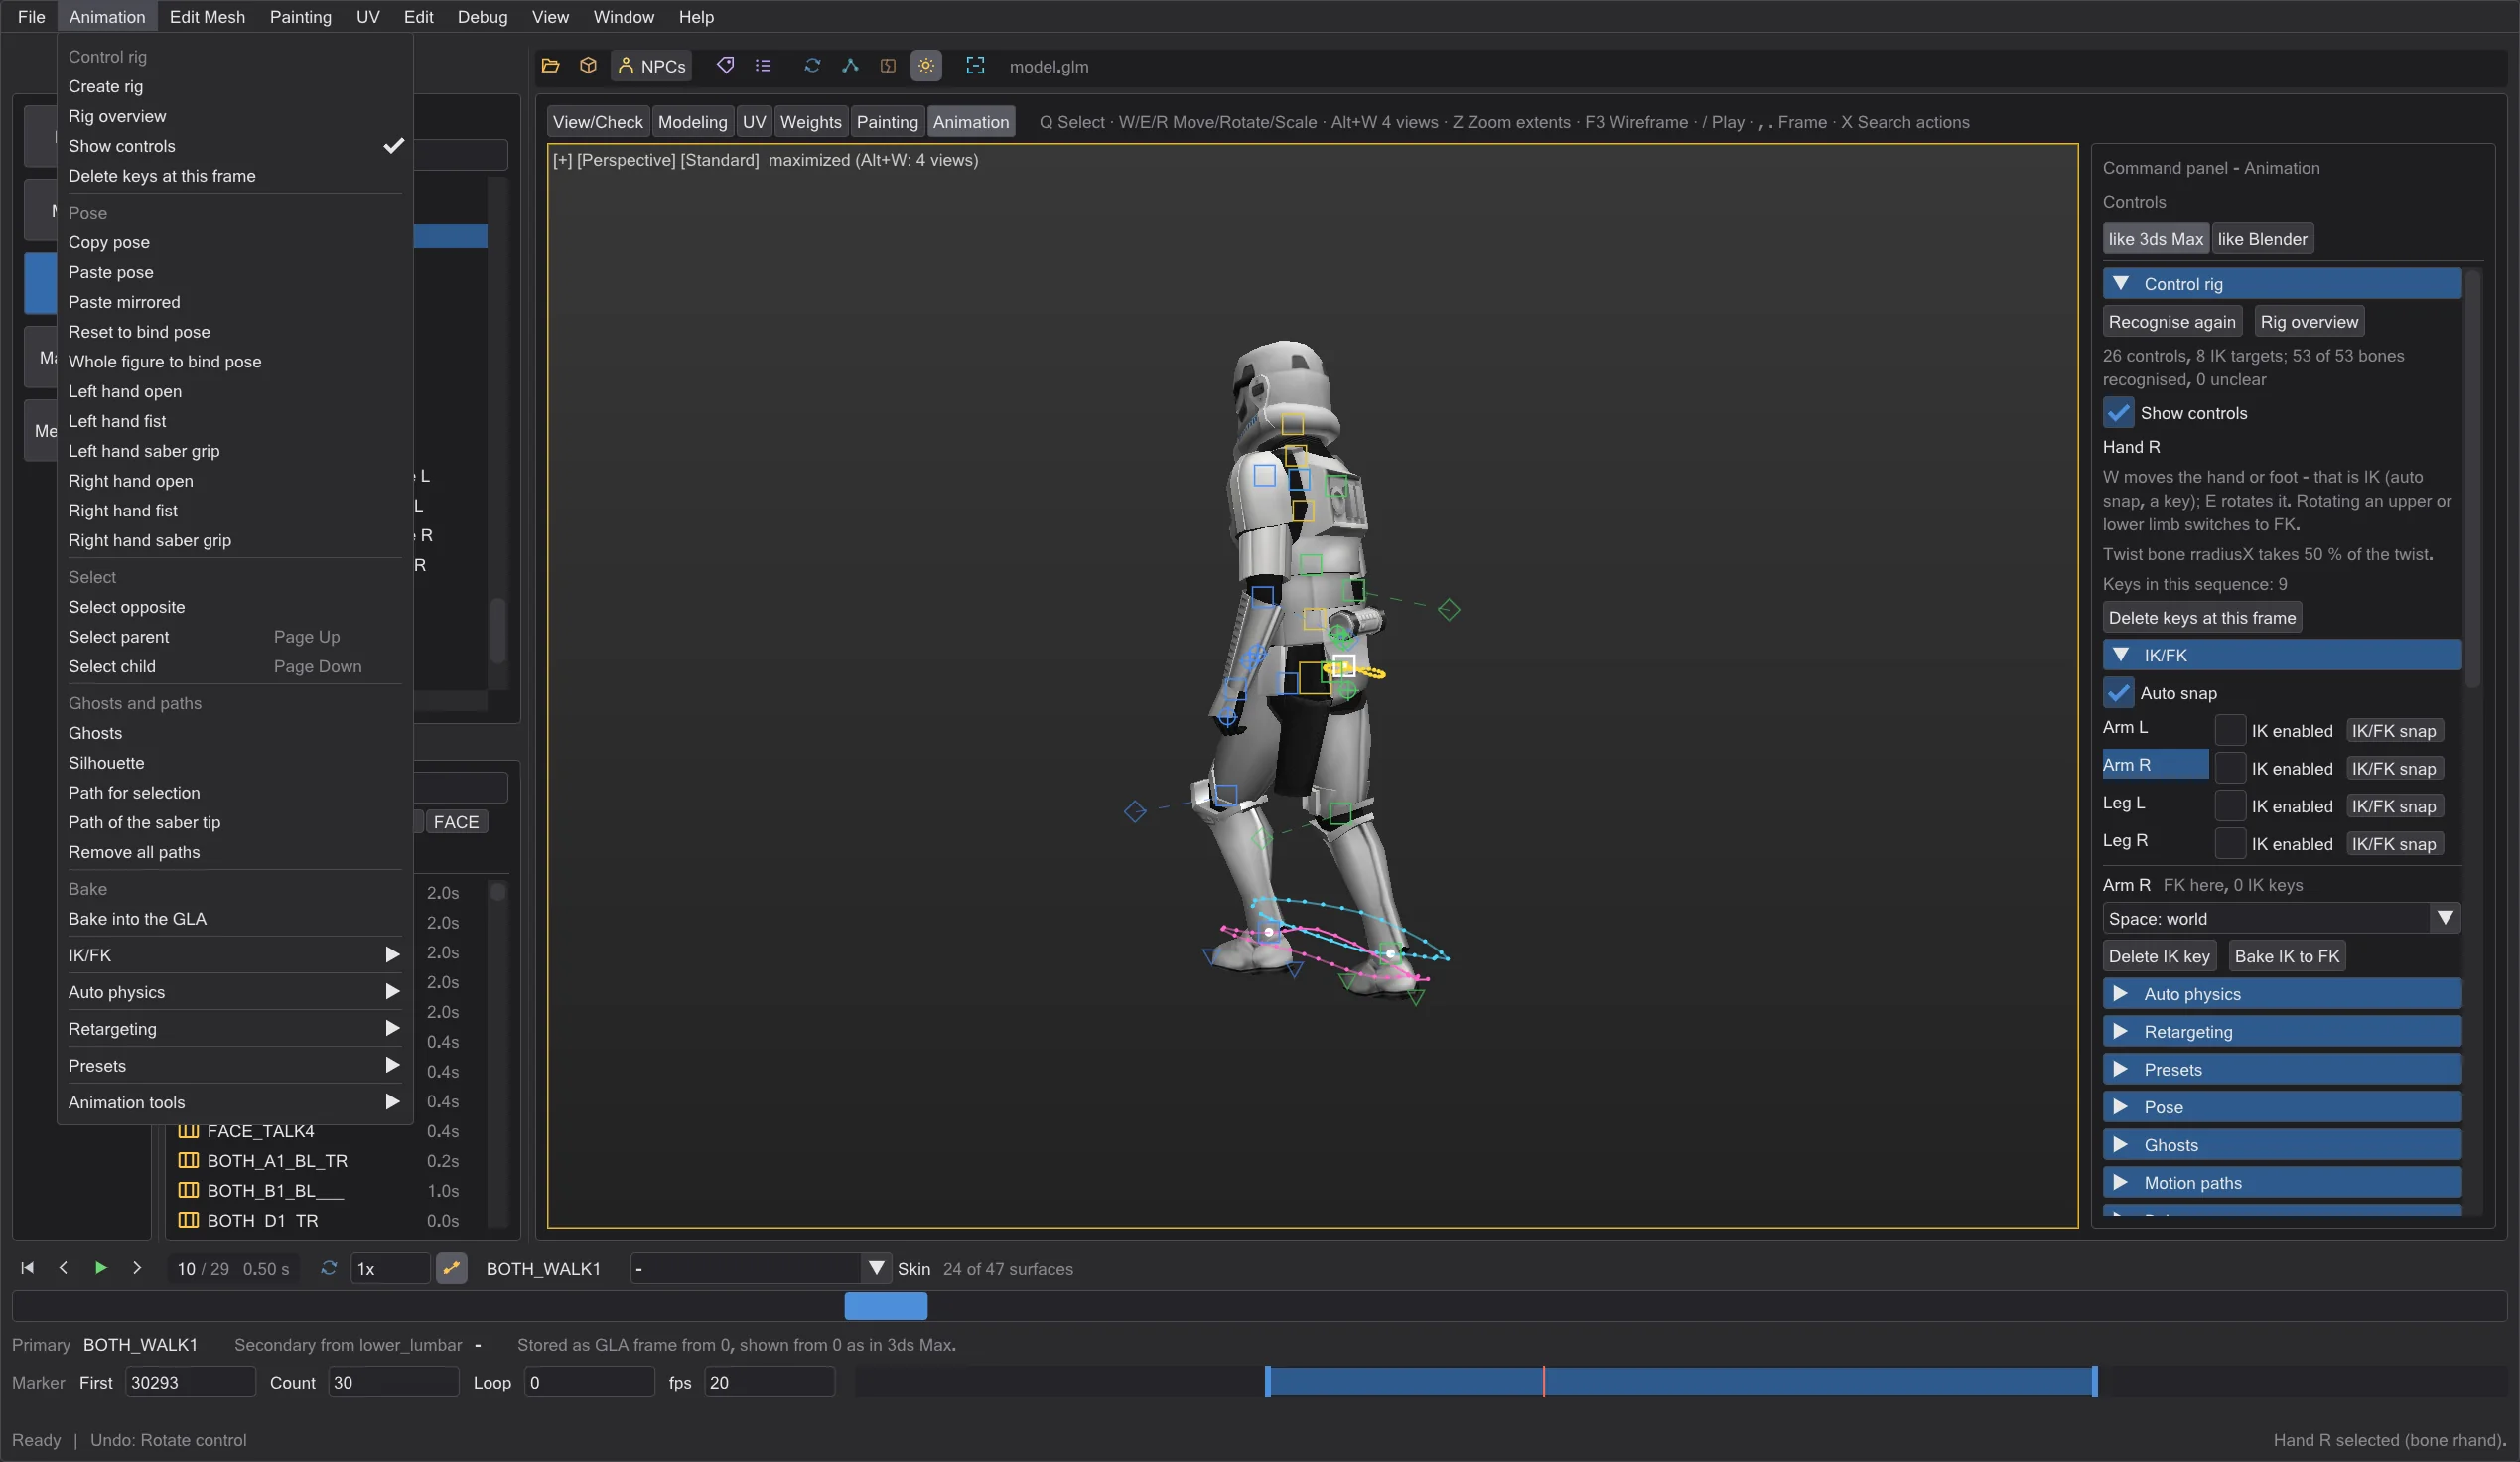 File Animation Edit Mesh Painting UV Edit Debug View Window Help
Control rig
Create rig
Rig overview
Show controls
Delete keys at this frame
Pose
Copy pose
Paste pose
Paste mirrored
Reset to bind pose
Whole figure to bind pose
Left hand open
Left hand fist
Left hand saber grip
Right hand open
Right hand fist
Right hand saber grip
Select
Select opposite
Select parent Page Up
Select child Page Down
Ghosts and paths
Ghosts
Silhouette
Path for selection
Path of the saber tip
Remove all paths
Bake
Bake into the GLA
IK/FK
Auto physics
Retargeting
Presets
Animation tools
Ma
Me
L
L
R
R
FACE
2.0s
2.0s
2.0s
2.0s
2.0s
0.4s
0.4s
0.4s
FACE_TALK4 0.4s
BOTH_A1_BL_TR 0.2s
BOTH_B1_BL___ 1.0s
BOTH_D1_TR 0.0s
NPCs model.glm
View/Check Modeling UV Weights Painting Animation Q Select · W/E/R Move/Rotate/Scale · Alt+W 4 views · Z Zoom extents · F3 Wireframe · / Play · , . Frame · X Search actions
[+] [Perspective] [Standard] maximized (Alt+W: 4 views)
Command panel - Animation
Controls
like 3ds Max like Blender
Control rig
Recognise again Rig overview
26 controls, 8 IK targets; 53 of 53 bones
recognised, 0 unclear
Show controls
Hand R
W moves the hand or foot - that is IK (auto
snap, a key); E rotates it. Rotating an upper or
lower limb switches to FK.
Twist bone rradiusX takes 50 % of the twist.
Keys in this sequence: 9
Delete keys at this frame
IK/FK
Auto snap
Arm L IK enabled IK/FK snap
Arm R IK enabled IK/FK snap
Leg L IK enabled IK/FK snap
Leg R IK enabled IK/FK snap
Arm R FK here, 0 IK keys
Space: world
Delete IK key Bake IK to FK
Auto physics
Retargeting
Presets
Pose
Ghosts
Motion paths
10 / 29 0.50 s 1x BOTH_WALK1 - Skin 24 of 47 surfaces
Primary BOTH_WALK1 Secondary from lower_lumbar - Stored as GLA frame from 0, shown from 0 as in 3ds Max.
Marker First 30293 Count 30 Loop 0 fps 20
Ready | Undo: Rotate control
Hand R selected (bone rhand).